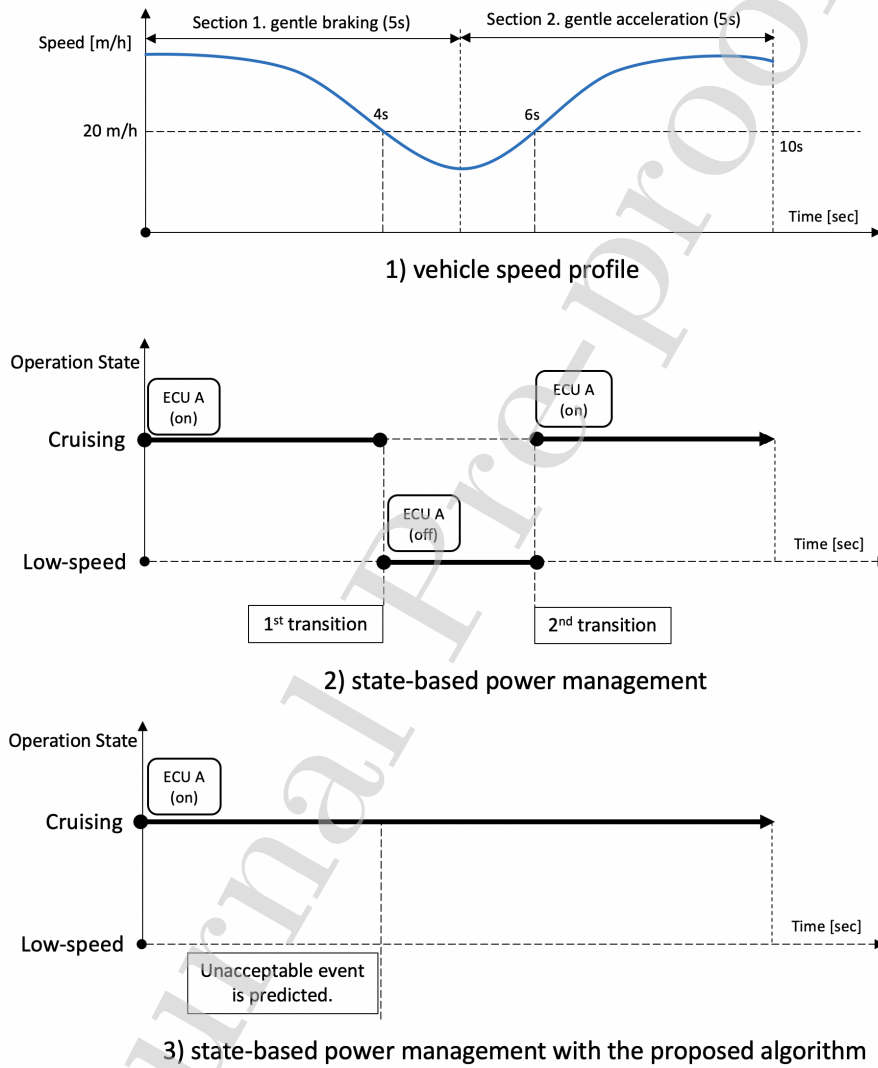 Section 1. gentle braking (5s)
Section 2. gentle acceleration (5s)
Speed [m/h]
4s
6s
20 m/h
10s
Time [sec]
1) vehicle speed profile
Operation State
ECU A
(on)
ECU A
(on)
Cruising
ECU A
(off)
Time [sec]
Low-speed
1st transition
2nd transition
2) state-based power management
Operation State
ECU A
(on)
Cruising
Time [sec]
Low-speed
Unacceptable event
is predicted.
3) state-based power management with the proposed algorithm
urnal Pre-proo